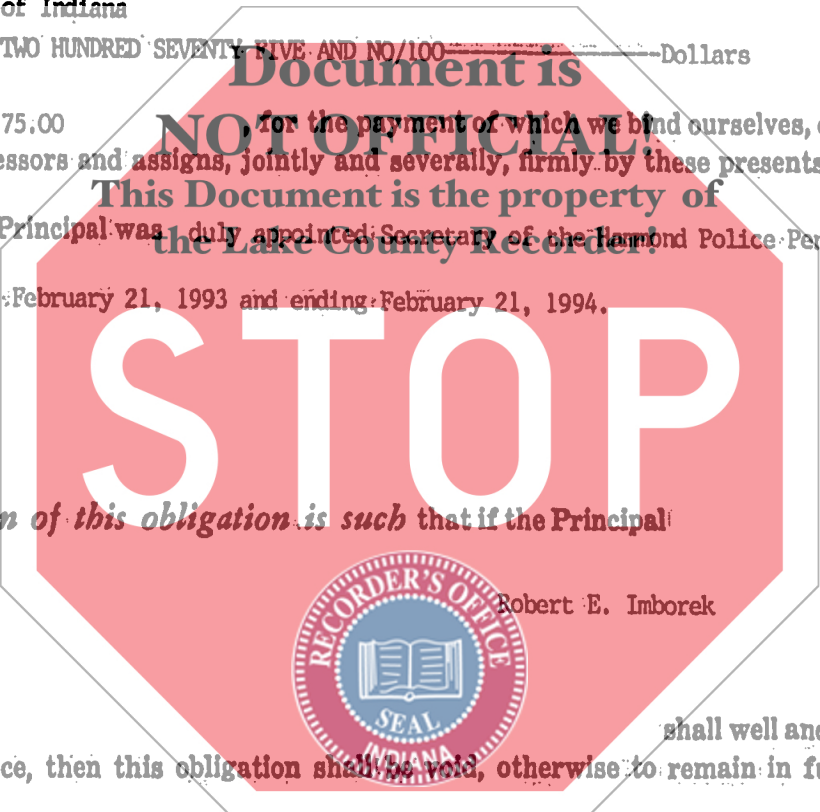 of Indiana
TWO HUNDRED SEVENTY FIVE AND NO/100---Dollars
Document is
75.00 , for the payment of which we bind ourselves,
NOT OFFICIAL!
essors and assigns, jointly and severally, firmly by these presents
This Document is the property of
Principal was duly appointed Secretary of the Hammond Police Pen
the Lake County Recorder!
February 21, 1993 and ending February 21, 1994.
STOP
n of this obligation is such that if the Principal
RECORDER'S OFFICE
Robert E. Imborek
SEAL
INDIANA
shall well and
ce, then this obligation shall be void, otherwise to remain in fu